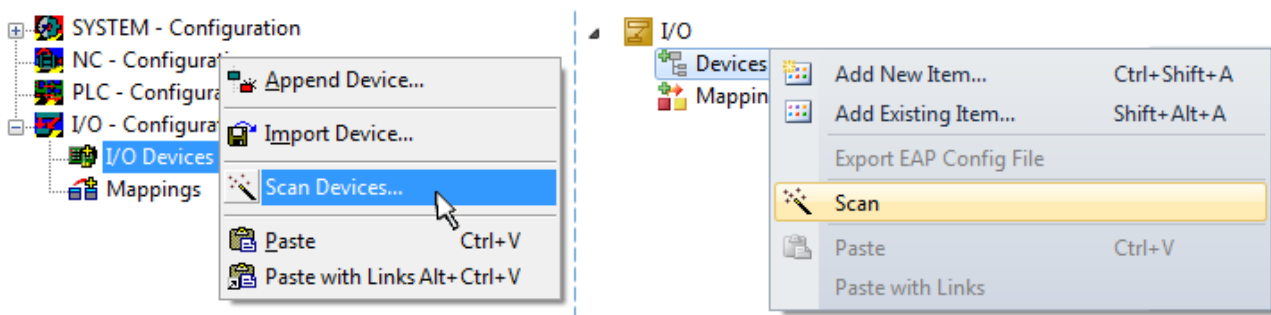 SYSTEM - Configuration
NC - Configurat
PLC - Configura
I/O - Configura
I/O Devices
Mappings
Append Device...
Import Device...
Scan Devices...
Paste Ctrl+V
Paste with Links Alt+Ctrl+V
I/O
Devices
Mappin
Add New Item... Ctrl+Shift+A
Add Existing Item... Shift+Alt+A
Export EAP Config File
Scan
Paste Ctrl+V
Paste with Links